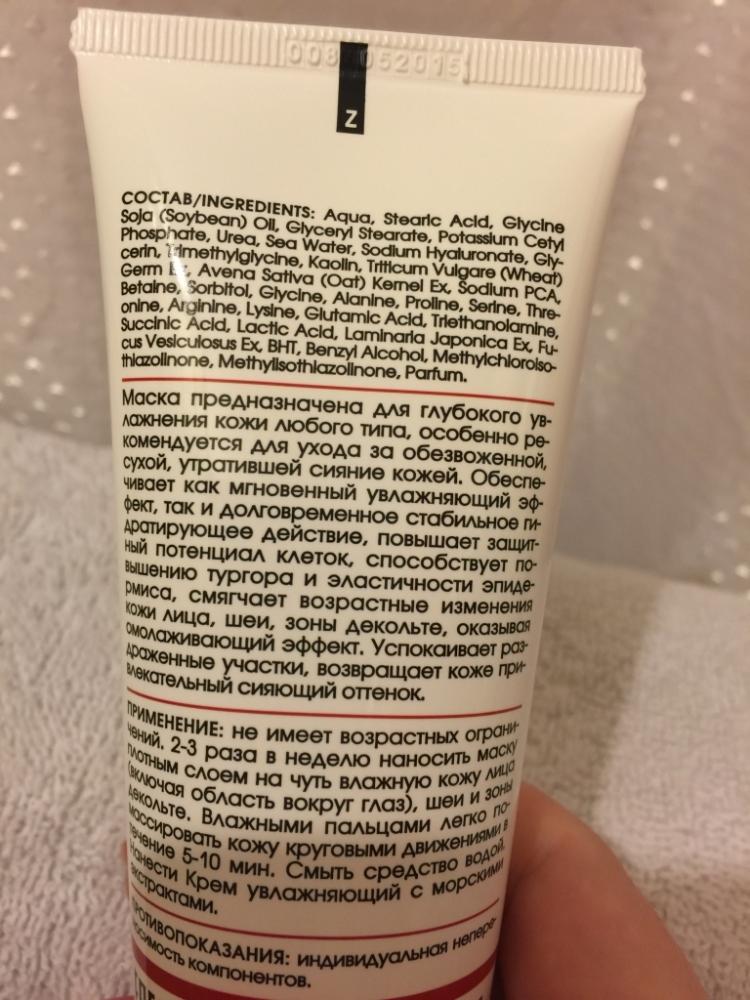 008 052015
Z
СОСТАВ/INGREDIENTS: Aqua, Stearic Acid, Glycine
Soja (Soybean) Oil, Glyceryl Stearate, Potassium Cetyl
Phosphate, Urea, Sea Water, Sodium Hyaluronate, Gly-
cerin, Trimethylglycine, Kaolin, Triticum Vulgare (Wheat)
Germ Ex, Avena Sativa (Oat) Kernel Ex, Sodium PCA,
Betaine, Sorbitol, Glycine, Alanine, Proline, Serine, Thre-
onine, Arginine, Lysine, Glutamic Acid, Triethanolamine,
Succinic Acid, Lactic Acid, Laminaria Japonica Ex, Fu-
cus Vesiculosus Ex, BHT, Benzyl Alcohol, Methylchloroiso-
thiazolinone, Methylisothiazolinone, Parfum.
Маска предназначена для глубокого ув-
лажнения кожи любого типа, особенно ре-
комендуется для ухода за обезвоженной,
сухой, утратившей сияние кожей. Обеспе-
чивает как мгновенный увлажняющий эф-
фект, так и долговременное стабильное ги-
дратирующее действие, повышает защит-
ный потенциал клеток, способствует по-
вышению тургора и эластичности эпиде-
рмиса, смягчает возрастные изменения
кожи лица, шеи, зоны декольте, оказывая
омолаживающий эффект. Успокаивает раз-
драженные участки, возвращает коже при-
влекательный сияющий оттенок.
ПРИМЕНЕНИЕ: не имеет возрастных ограни-
чений. 2-3 раза в неделю наносить маску
плотным слоем на чуть влажную кожу лица
(включая область вокруг глаз), шеи и зоны
декольте. Влажными пальцами легко по-
массировать кожу круговыми движениями в
течение 5-10 мин. Смыть средство водой.
Нанести Крем увлажняющий с морскими
экстрактами.
ПРОТИВОПОКАЗАНИЯ: индивидуальная непере-
носимость компонентов.